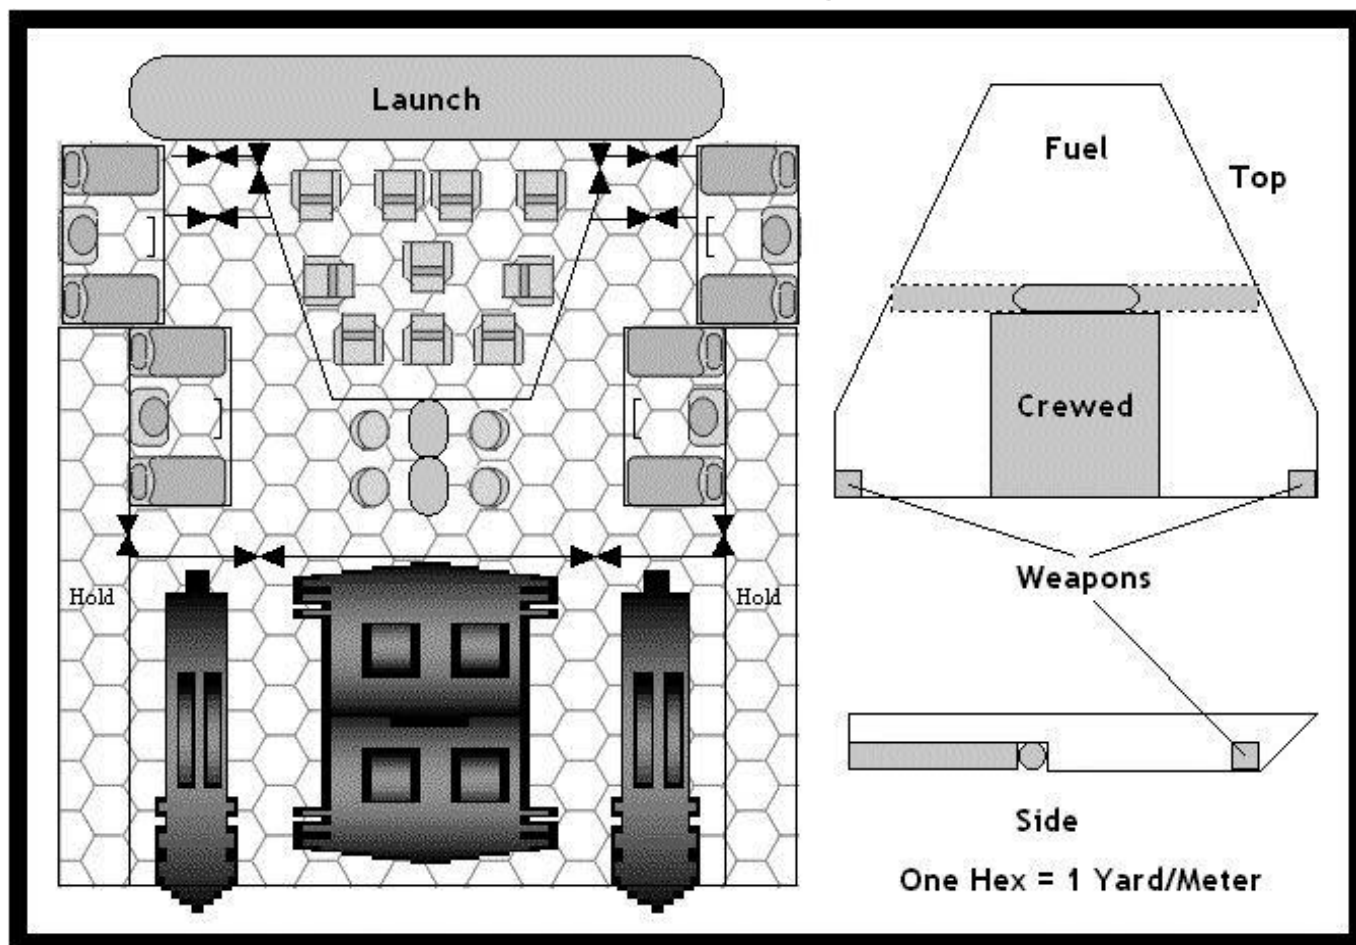 Launch
Fuel
Top
Crewed
Weapons
Hold
Hold
Side
One Hex = 1 Yard/Meter